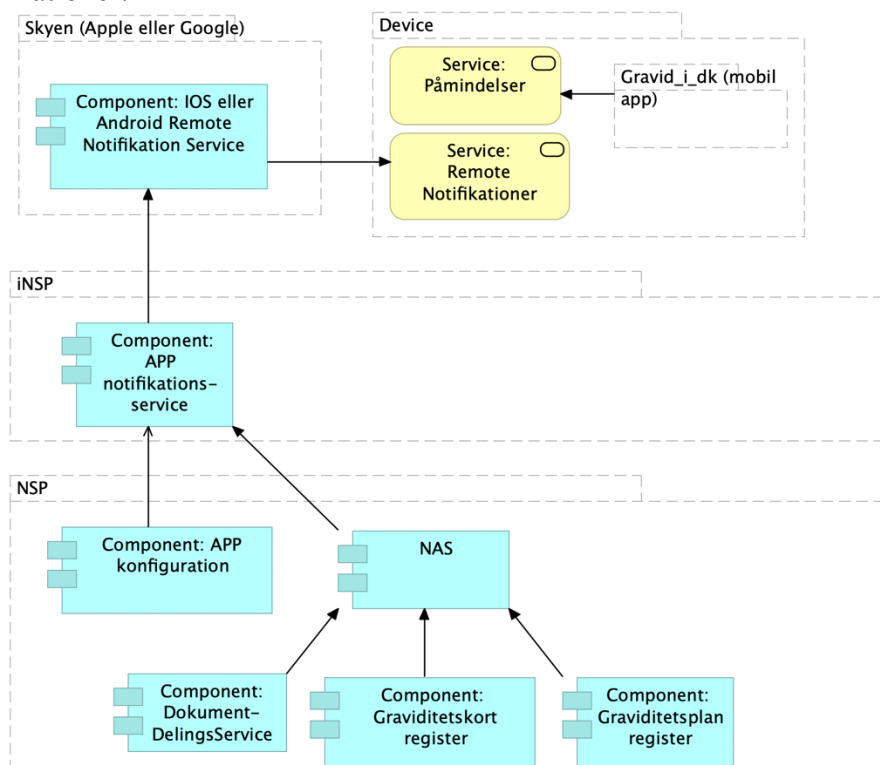 Skyen (Apple eller Google)
Component: IOS eller
Android Remote
Notifikation Service
Device
Service:
Påmindelser
Gravid_i_dk (mobil
app)
Service:
Remote
Notifikationer
iNSP
Component:
APP
notifikations-
service
NSP
Component: APP
konfiguration
NAS
Component:
Dokument-
DelingsService
Component:
Graviditetskort
register
Component:
Graviditetsplan
register